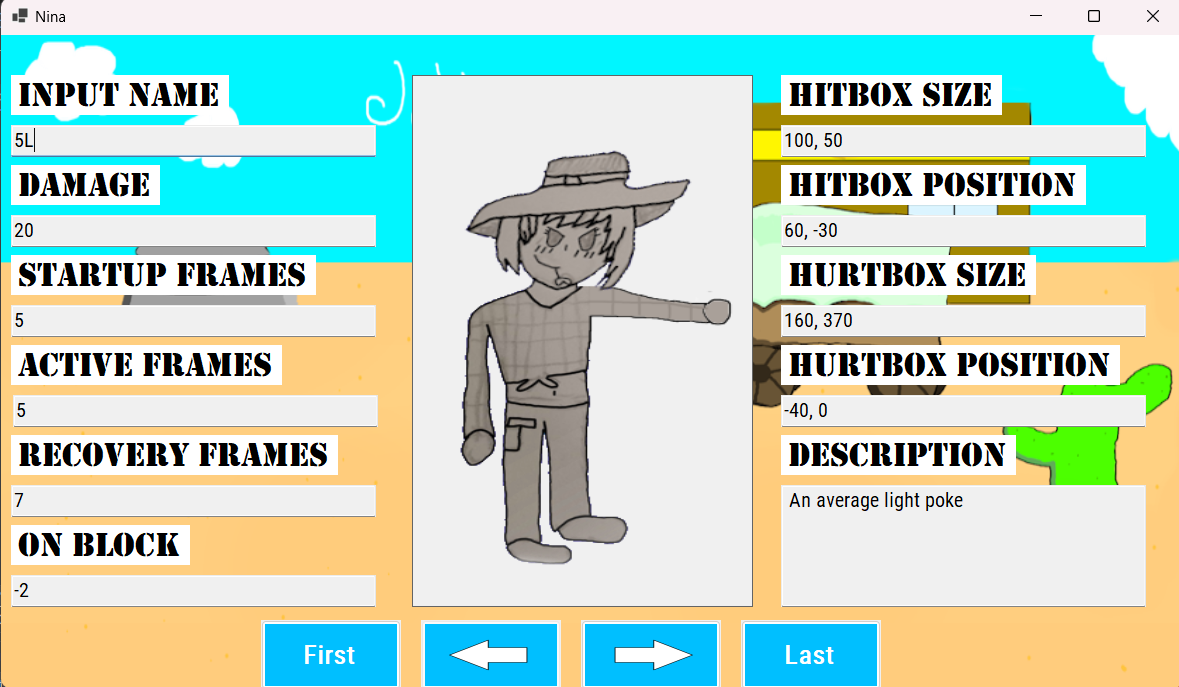 Nina
INPUT NAME
5L
DAMAGE
20
STARTUP FRAMES
5
ACTIVE FRAMES
5
RECOVERY FRAMES
7
ON BLOCK
-2
HITBOX SIZE
100, 50
HITBOX POSITION
60, -30
HURTBOX SIZE
160, 370
HURTBOX POSITION
-40, 0
DESCRIPTION
An average light poke
First
Last